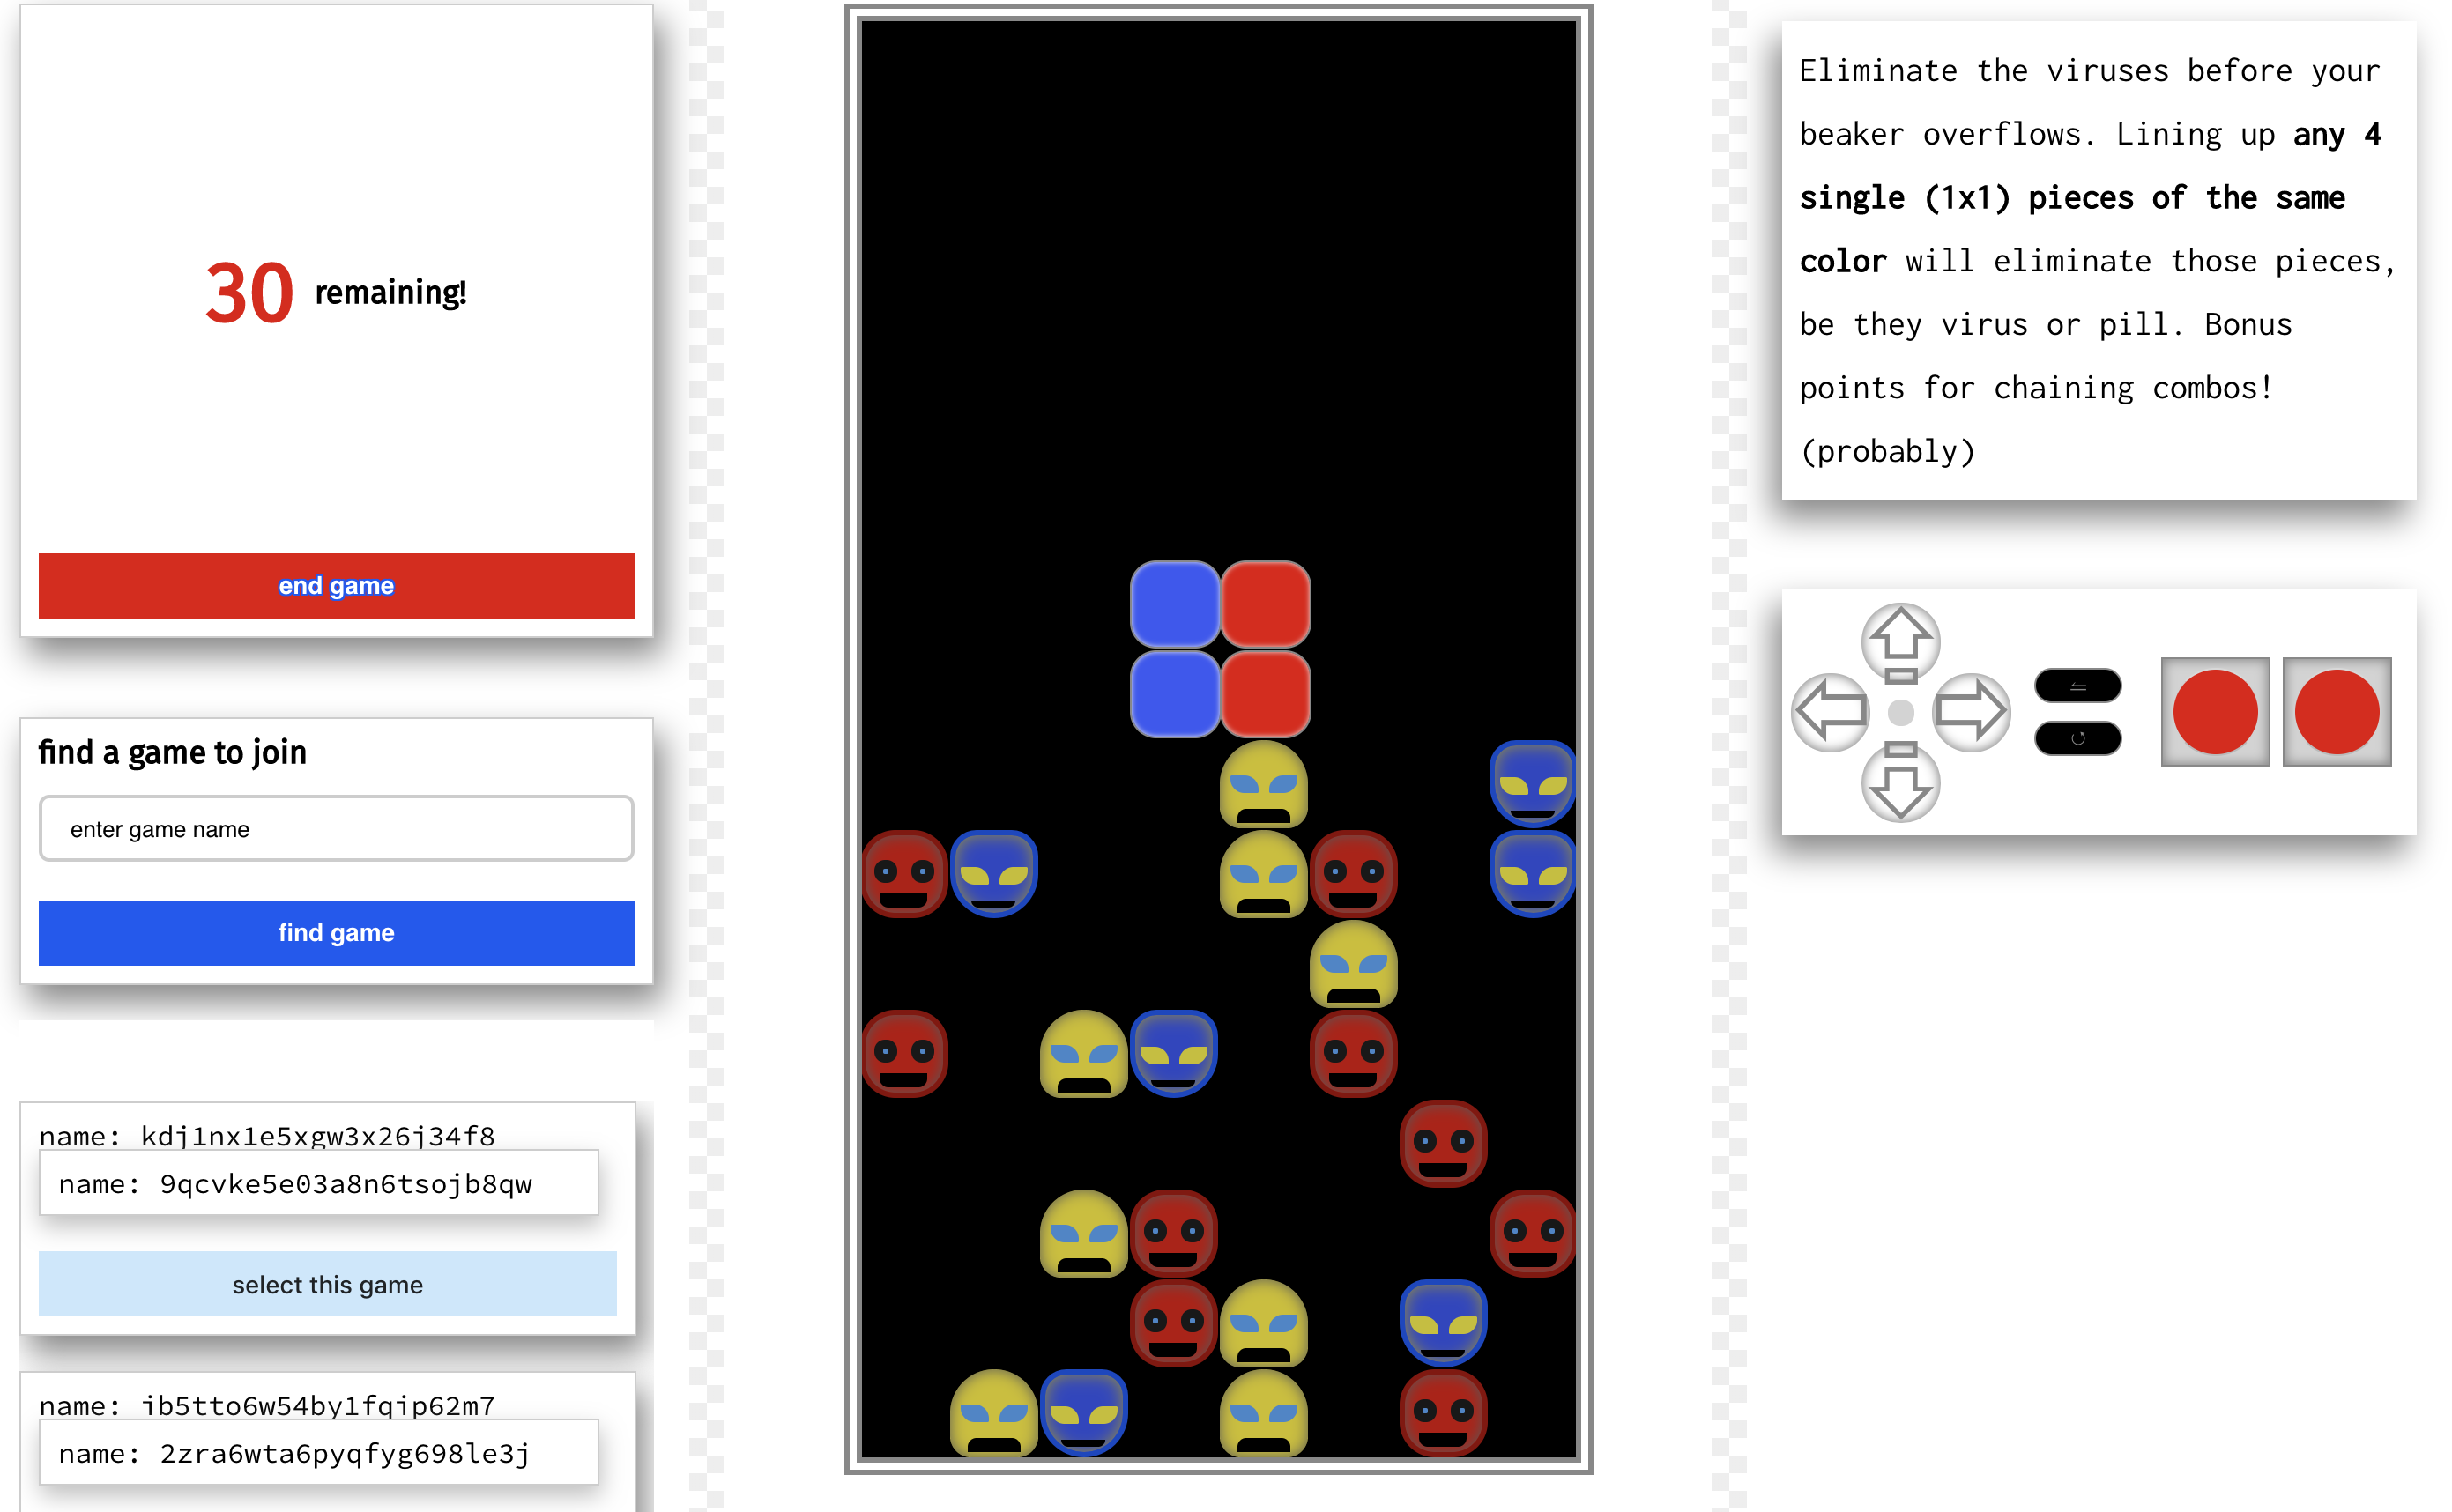 30 remaining!
end game
find a game to join
enter game name
find game
name: kdj1nx1e5xgw3x26j34f8
name: 9qcvke5e03a8n6tsojb8qw
select this game
name: ib5tto6w54by1fqip62m7
name: 2zra6wta6pyqfyg698le3j
Eliminate the viruses before your
beaker overflows. Lining up any 4
single (1x1) pieces of the same
color will eliminate those pieces,
be they virus or pill. Bonus
points for chaining combos!
(probably)